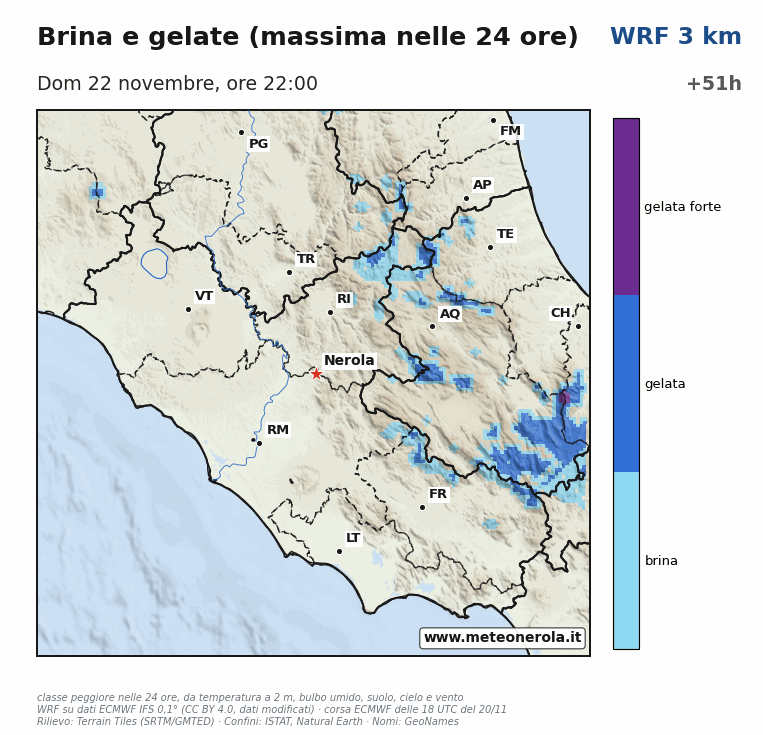 Brina e gelate (massima nelle 24 ore) WRF 3 km
Dom 22 novembre, ore 22:00 +51h
FM
PG
AP
TE
TR
VT
RI
AQ
CH
Nerola
RM
FR
LT
www.meteonerola.it
gelata forte
gelata
brina
classe peggiore nelle 24 ore, da temperatura a 2 m, bulbo umido, suolo, cielo e vento
WRF su dati ECMWF IFS 0,1° (CC BY 4.0, dati modificati) · corsa ECMWF delle 18 UTC del 20/11
Rilievo: Terrain Tiles (SRTM/GMTED) · Confini: ISTAT, Natural Earth · Nomi: GeoNames